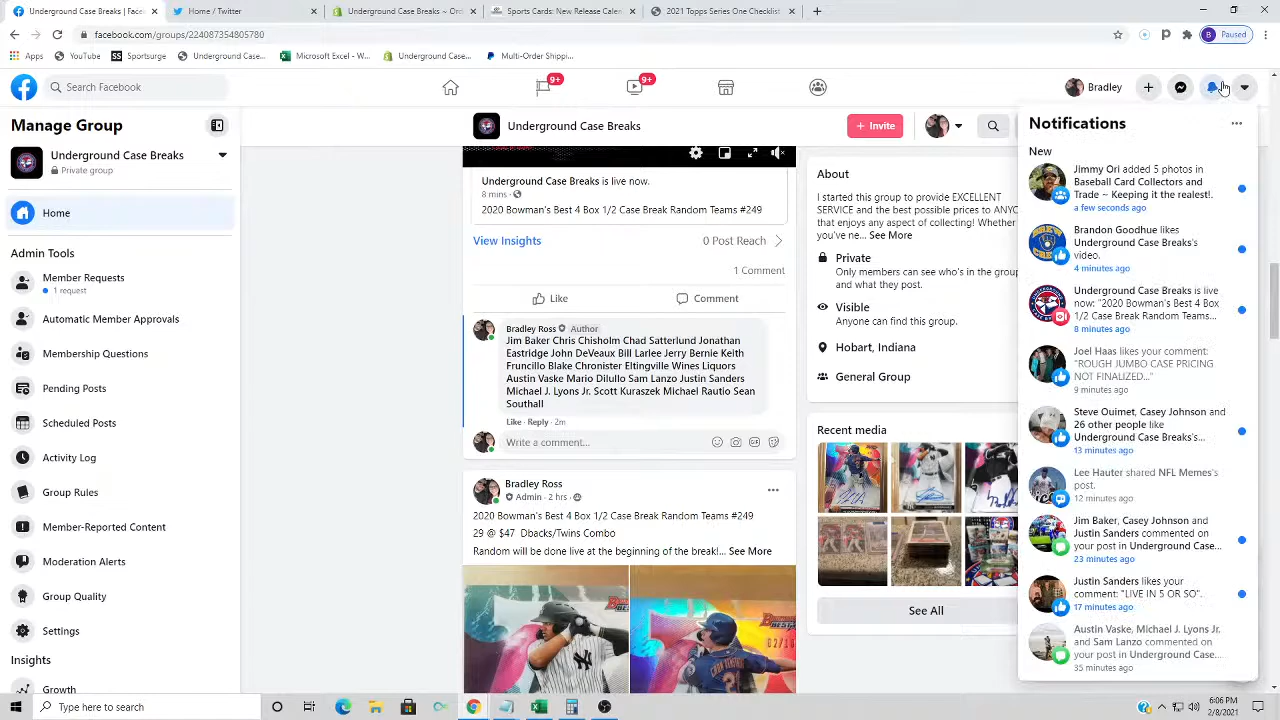 Underground Case Breaks | Faceb
Home / Twitter
Underground Case Breaks ~ On
Sports Cards: New Release Calen
2021 Topps Series One Checklist
facebook.com/groups/224087354805780
B Paused
Apps
YouTube
Sportsurge
Underground Case...
Microsoft Excel - W...
Underground Case...
Multi-Order Shippi...
Search Facebook
9+
9+
Bradley
Manage Group
Underground Case Breaks
Private group
Home
Admin Tools
Member Requests
1 request
Automatic Member Approvals
Membership Questions
Pending Posts
Scheduled Posts
Activity Log
Group Rules
Member-Reported Content
Moderation Alerts
Group Quality
Settings
Insights
Growth
Underground Case Breaks
+ Invite
Underground Case Breaks is live now.
8 mins
2020 Bowman's Best 4 Box 1/2 Case Break Random Teams #249
View Insights
0 Post Reach
1 Comment
Like
Comment
Bradley Ross Author
Jim Baker Chris Chisholm Chad Satterlund Jonathan
Eastridge John DeVeaux Bill Larlee Jerry Bernie Keith
Fruncillo Blake Chronister Eltingville Wines Liquors
Austin Vaske Mario Dilullo Sam Lanzo Justin Sanders
Michael J. Lyons Jr. Scott Kuraszek Michael Rautio Sean
Southall
Like · Reply · 2m
Write a comment...
Bradley Ross
Admin · 2 hrs ·
2020 Bowman's Best 4 Box 1/2 Case Break Random Teams #249
29 @ $47 Dbacks/Twins Combo
Random will be done live at the beginning of the break!... See More
About
I started this group to provide EXCELLENT
SERVICE and the best possible prices to ANYO
that enjoys any aspect of collecting! Whether
you've ne... See More
Private
Only members can see who's in the group
and what they post.
Visible
Anyone can find this group.
Hobart, Indiana
General Group
Recent media
See All
Notifications
New
Jimmy Ori added 5 photos in
Baseball Card Collectors and
Trade ~ Keeping it the realest!.
a few seconds ago
Brandon Goodhue likes
Underground Case Breaks's
video.
4 minutes ago
Underground Case Breaks is live
now: "2020 Bowman's Best 4 Box
1/2 Case Break Random Teams...
8 minutes ago
Joel Haas likes your comment:
"ROUGH JUMBO CASE PRICING
NOT FINALIZED..."
9 minutes ago
Steve Ouimet, Casey Johnson and
26 other people like
Underground Case Breaks's...
13 minutes ago
Lee Hauter shared NFL Memes's
post.
12 minutes ago
Jim Baker, Casey Johnson and
Justin Sanders commented on
your post in Underground Case...
23 minutes ago
Justin Sanders likes your
comment: "LIVE IN 5 OR SO".
17 minutes ago
Austin Vaske, Michael J. Lyons Jr.
and Sam Lanzo commented on
your post in Underground Case....
35 minutes ago
Type here to search
6:06 PM
2/8/2021